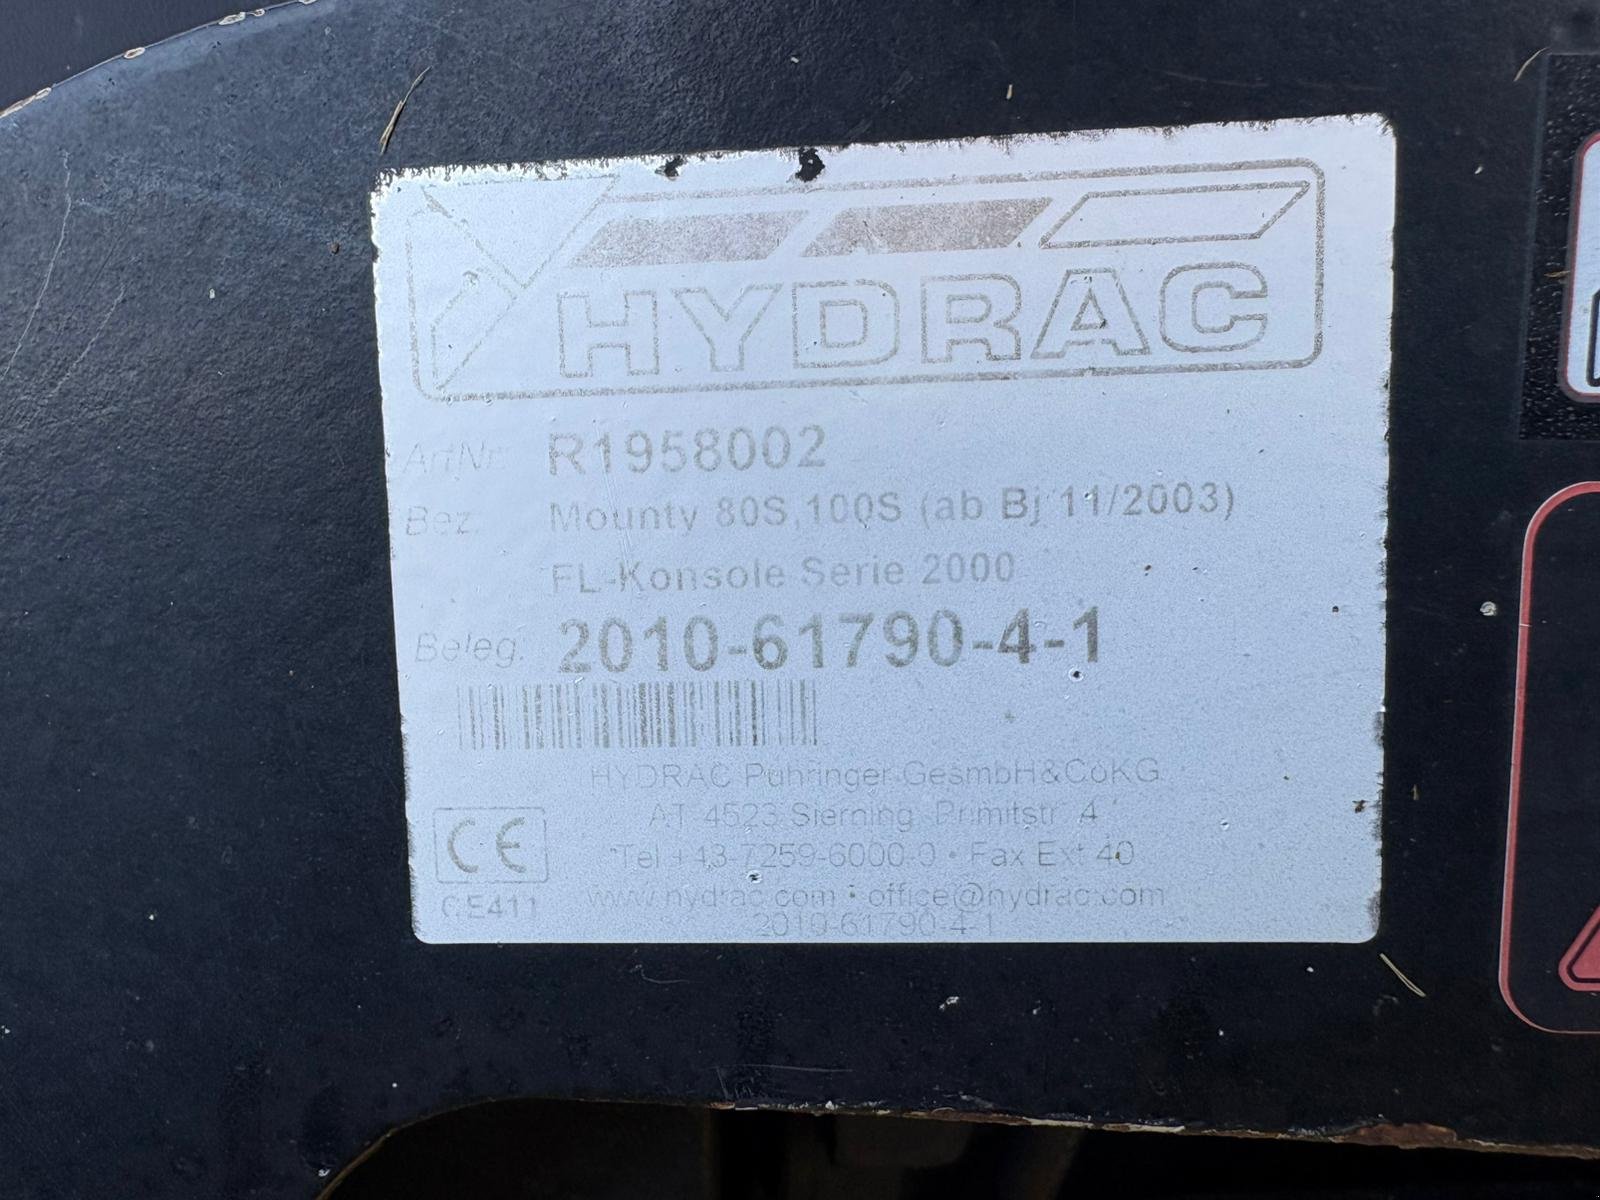 HYDRAC
ArtNr: R1958002
Bez. Mounty 80S,100S (ab Bj 11/2003)
FL-Konsole Serie 2000
Beleg: 2010-61790-4-1
HYDRAC Pühringer GesmbH&CoKG
AT 4523 Sierning, Primitstr. 4
Tel +43-7259-6000-0 • Fax Ext 40
www.hydrac.com • office@hydrac.com
2010-61790-4-1
CE
CE411